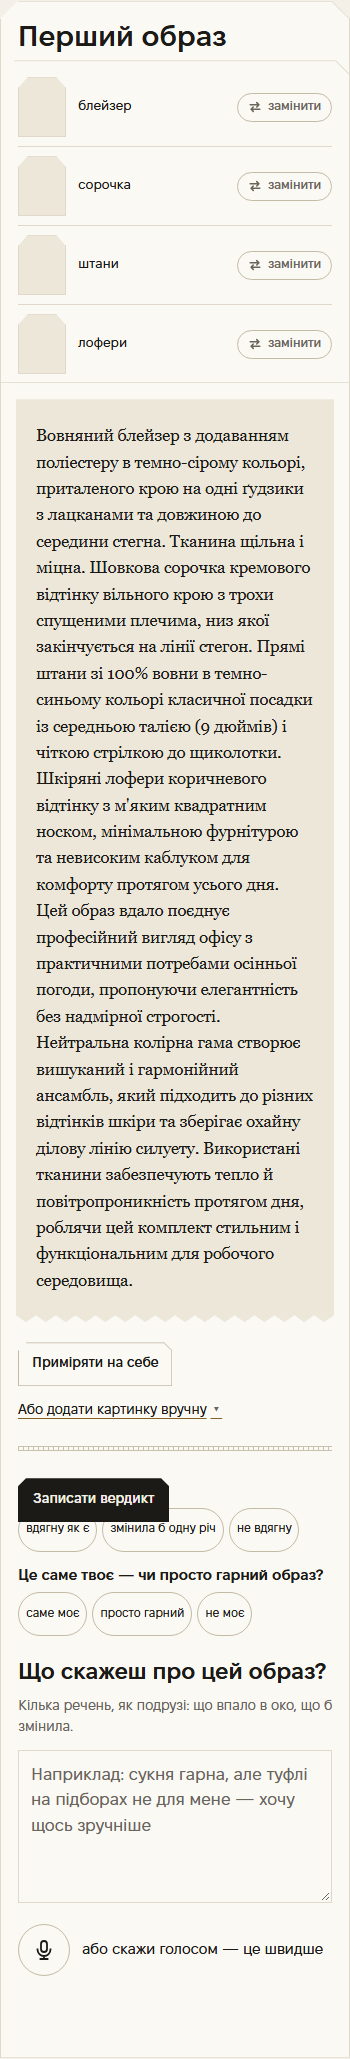 Перший образ
блейзер
замінити
сорочка
замінити
штани
замінити
лофери
замінити
Вовняний блейзер з додаванням
поліестеру в темно-сірому кольорі,
приталеного крою на одні ґудзики
з лацканами та довжиною до
середини стегна. Тканина щільна і
міцна. Шовкова сорочка кремового
відтінку вільного крою з трохи
спущеними плечима, низ якої
закінчується на лінії стегон. Прямі
штани зі 100% вовни в темно-
синьому кольорі класичної посадки
із середньою талією (9 дюймів) і
чіткою стрілкою до щиколотки.
Шкіряні лофери коричневого
відтінку з м'яким квадратним
носком, мінімальною фурнітурою
та невисоким каблуком для
комфорту протягом усього дня.
Цей образ вдало поєднує
професійний вигляд офісу з
практичними потребами осінньої
погоди, пропонуючи елегантність
без надмірної строгості.
Нейтральна колірна гама створює
вишуканий і гармонійний
ансамбль, який підходить до різних
відтінків шкіри та зберігає охайну
ділову лінію силуету. Використані
тканини забезпечують тепло й
повітропроникність протягом дня,
роблячи цей комплект стильним і
функціональним для робочого
середовища.
Приміряти на себе
Або додати картинку вручну
Записати вердикт
вдягну як є
змінила б одну річ
не вдягну
Це саме твоє — чи просто гарний образ?
саме моє
просто гарний
не моє
Що скажеш про цей образ?
Кілька речень, як подрузі: що впало в око, що б
змінила.
Наприклад: сукня гарна, але туфлі
на підборах не для мене — хочу
щось зручніше
або скажи голосом — це швидше